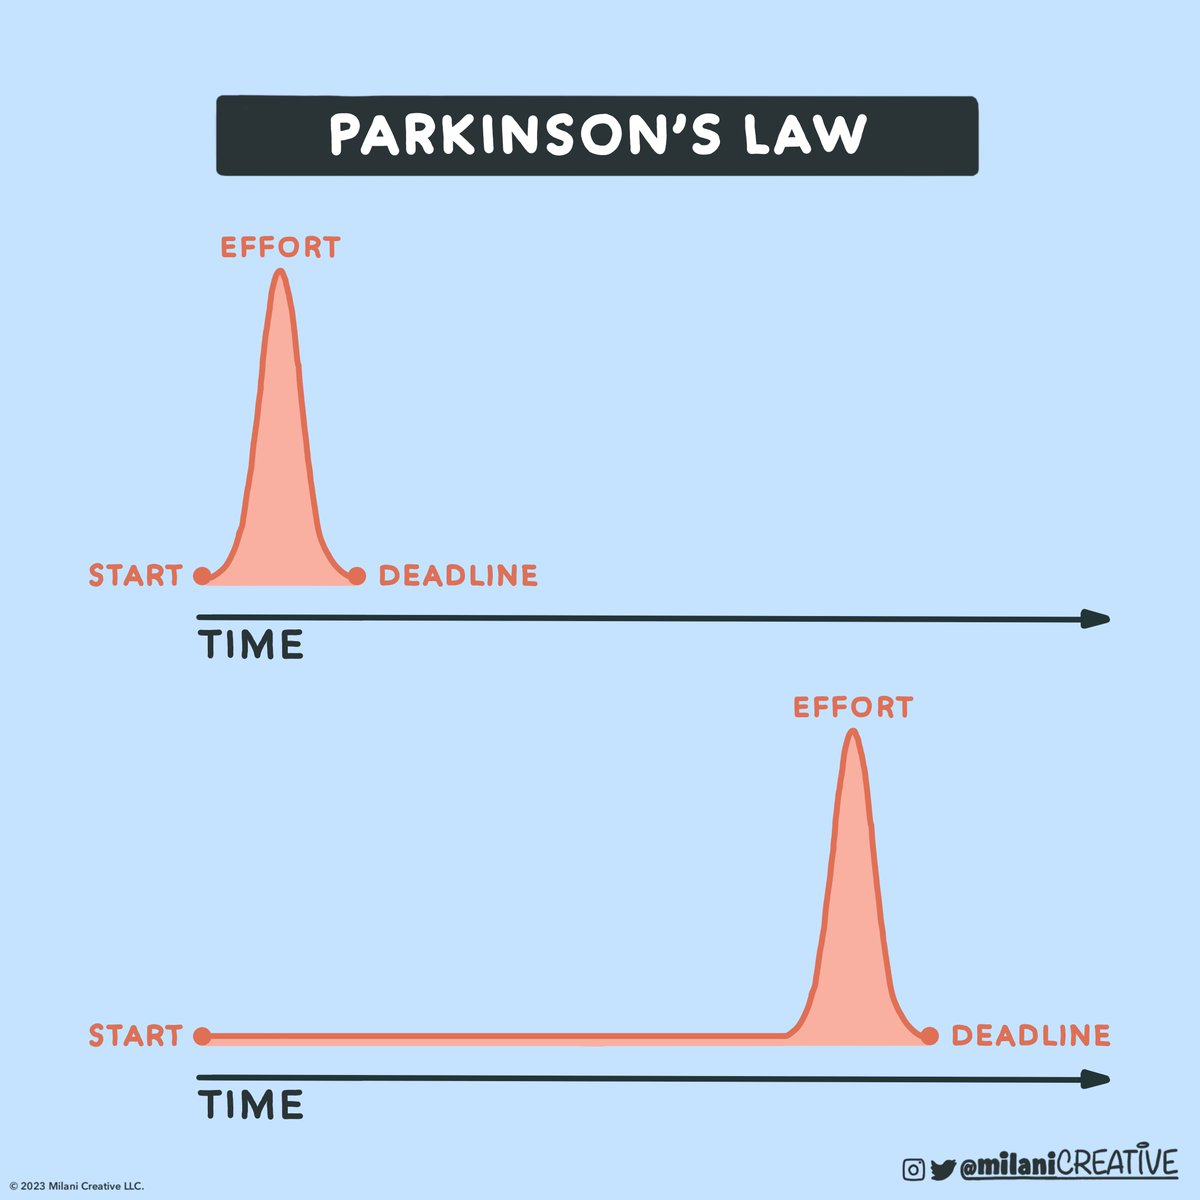 PARKINSON'S LAW
EFFORT
START
DEADLINE
TIME
EFFORT
START
DEADLINE
TIME
@milaniCREATIVE
© 2023 Milani Creative LLC.